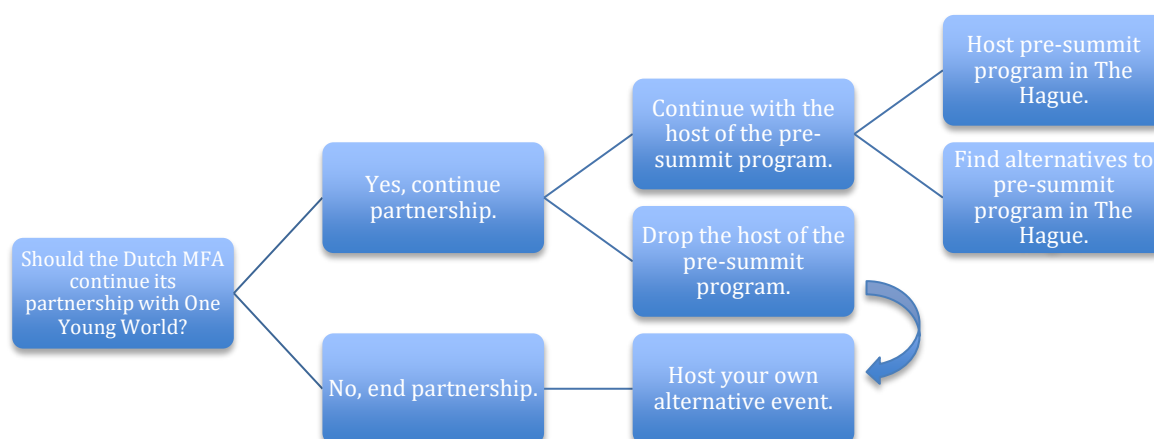 Should the Dutch MFA
continue its
partnership with One
Young World?
Yes, continue
partnership.
Continue with the
host of the pre-
summit program.
Host pre-summit
program in The
Hague.
Find alternatives to
pre-summit
program in The
Hague.
Drop the host of the
pre-summit
program.
No, end partnership.
Host your own
alternative event.